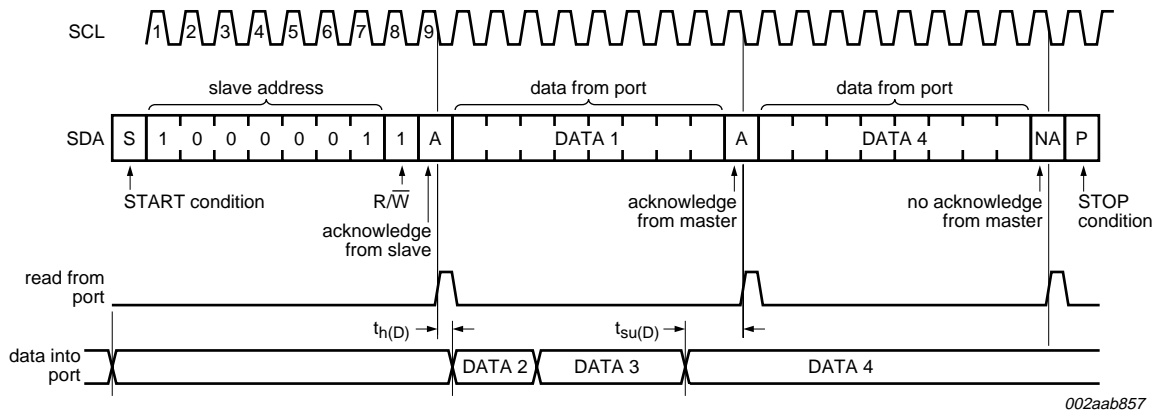 SCL 1 2 3 4 5 6 7 8 9
slave address data from port data from port
SDA S 1 0 0 0 0 0 1 1 A DATA 1 A DATA 4 NA P
START condition
R/W̅
acknowledge
from slave
acknowledge
from master
no acknowledge
from master
STOP
condition
read from
port
th(D) tsu(D)
data into
port
DATA 2 DATA 3 DATA 4
002aab857